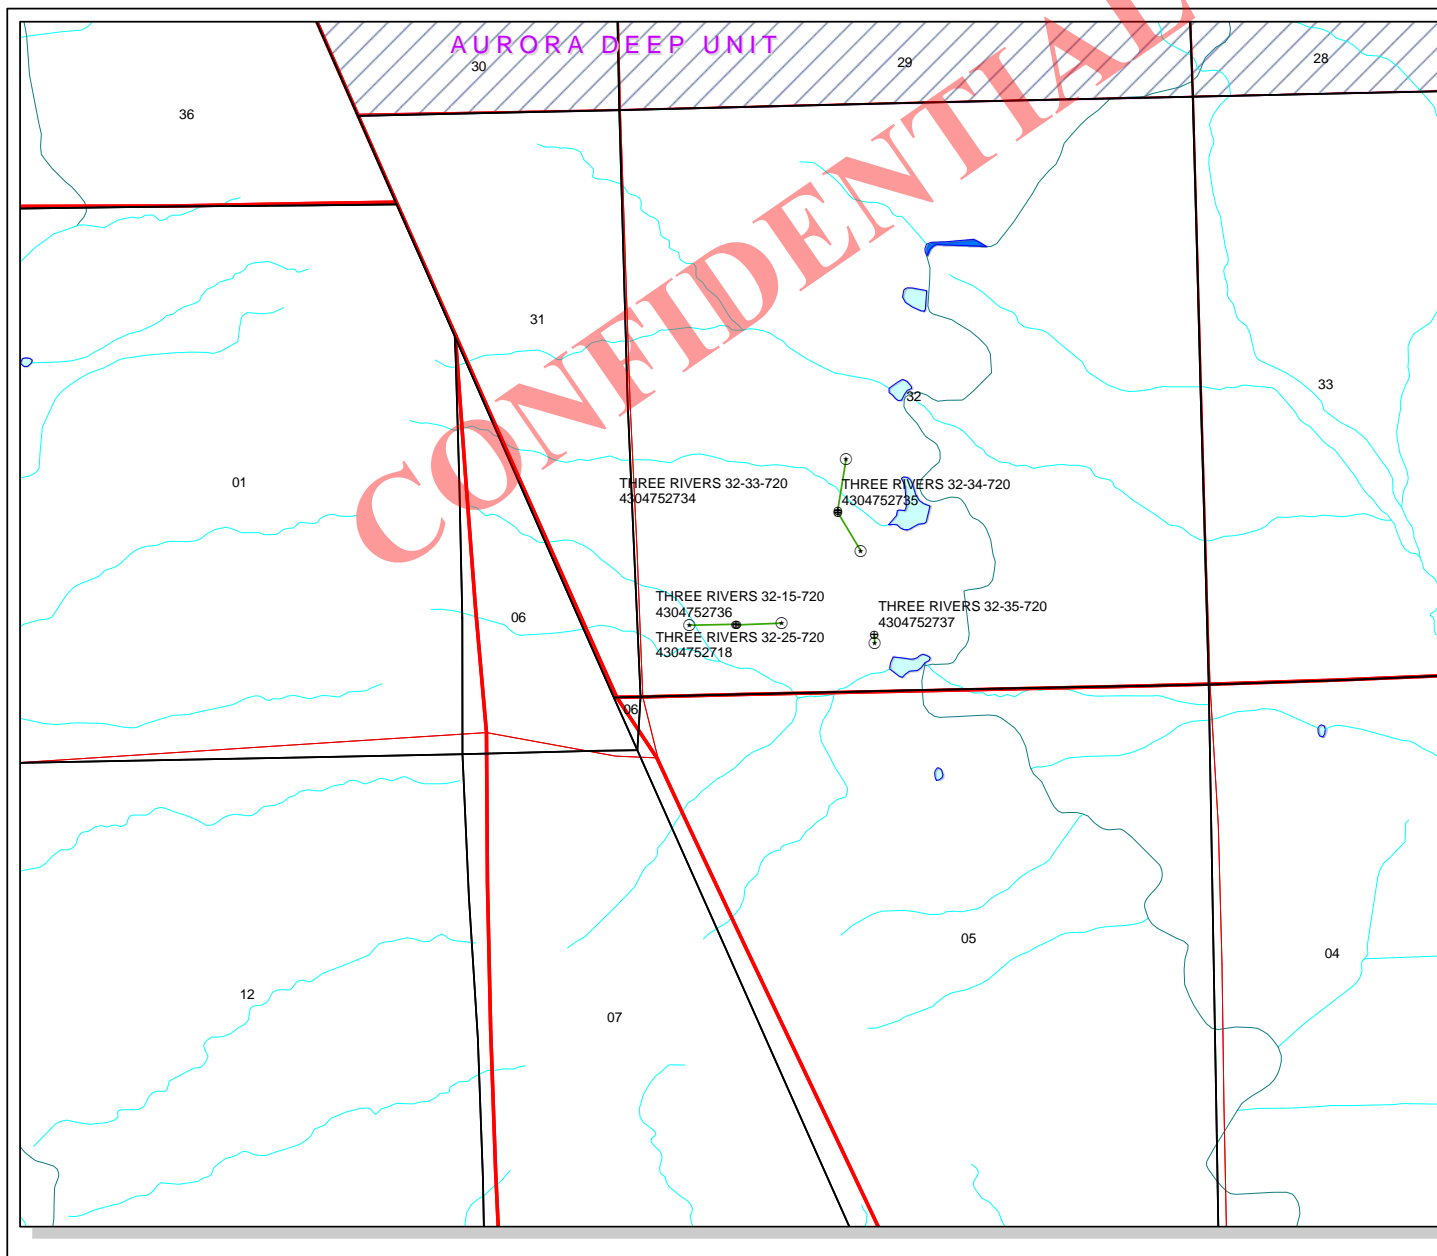 AURORA DEEP UNIT
30
29
28
36
CONFIDENTIAL
31
33
32
01
THREE RIVERS 32-33-720
4304752734
THREE RIVERS 32-34-720
4304752735
THREE RIVERS 32-15-720
4304752736
THREE RIVERS 32-25-720
4304752718
THREE RIVERS 32-35-720
4304752737
06
06
05
04
12
07